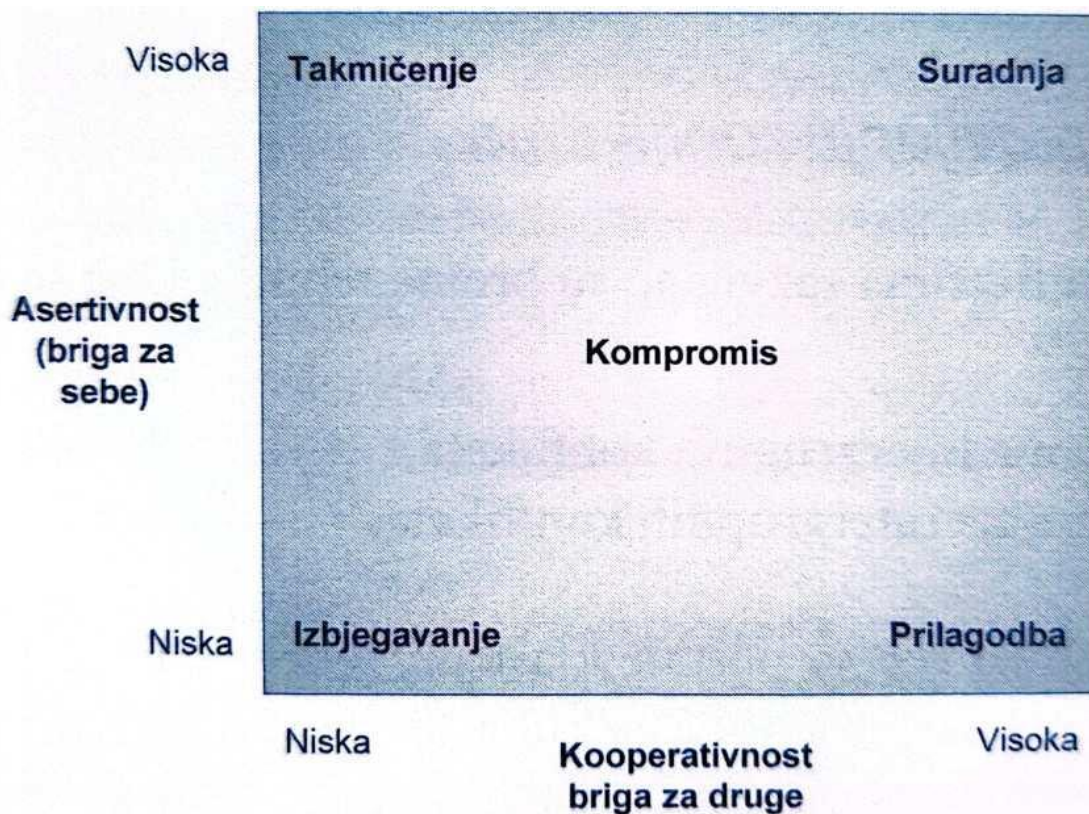 Visoka
Takmičenje
Suradnja
Asertivnost
(briga za
sebe)
Kompromis
Niska
Izbjegavanje
Prilagodba
Niska
Kooperativnost
briga za druge
Visoka